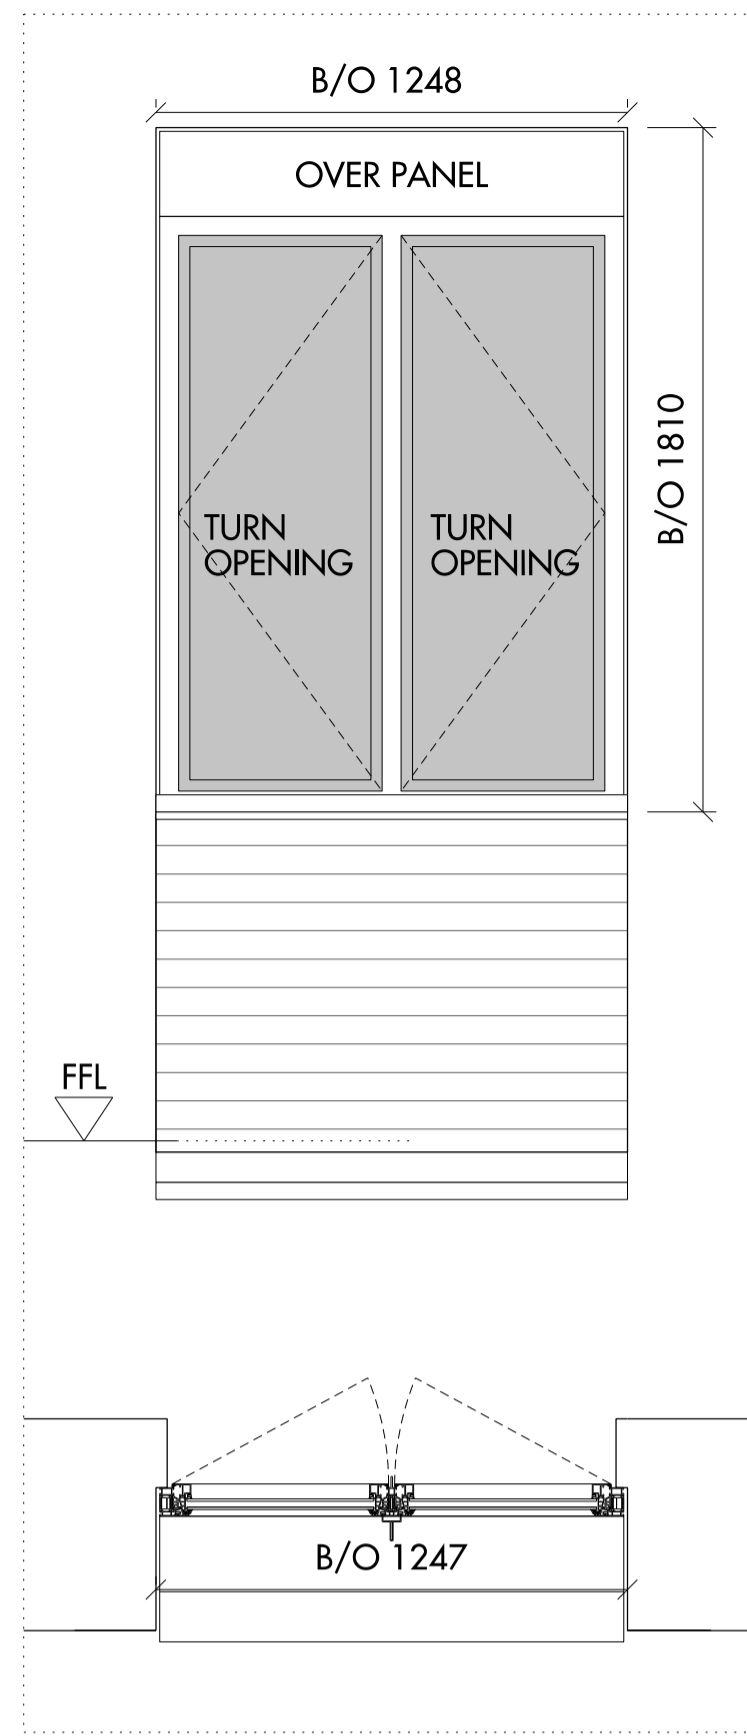 B/O 1248
OVER PANEL
B/O 1810
TURN
OPENING
TURN
OPENING
FFL
B/O 1247